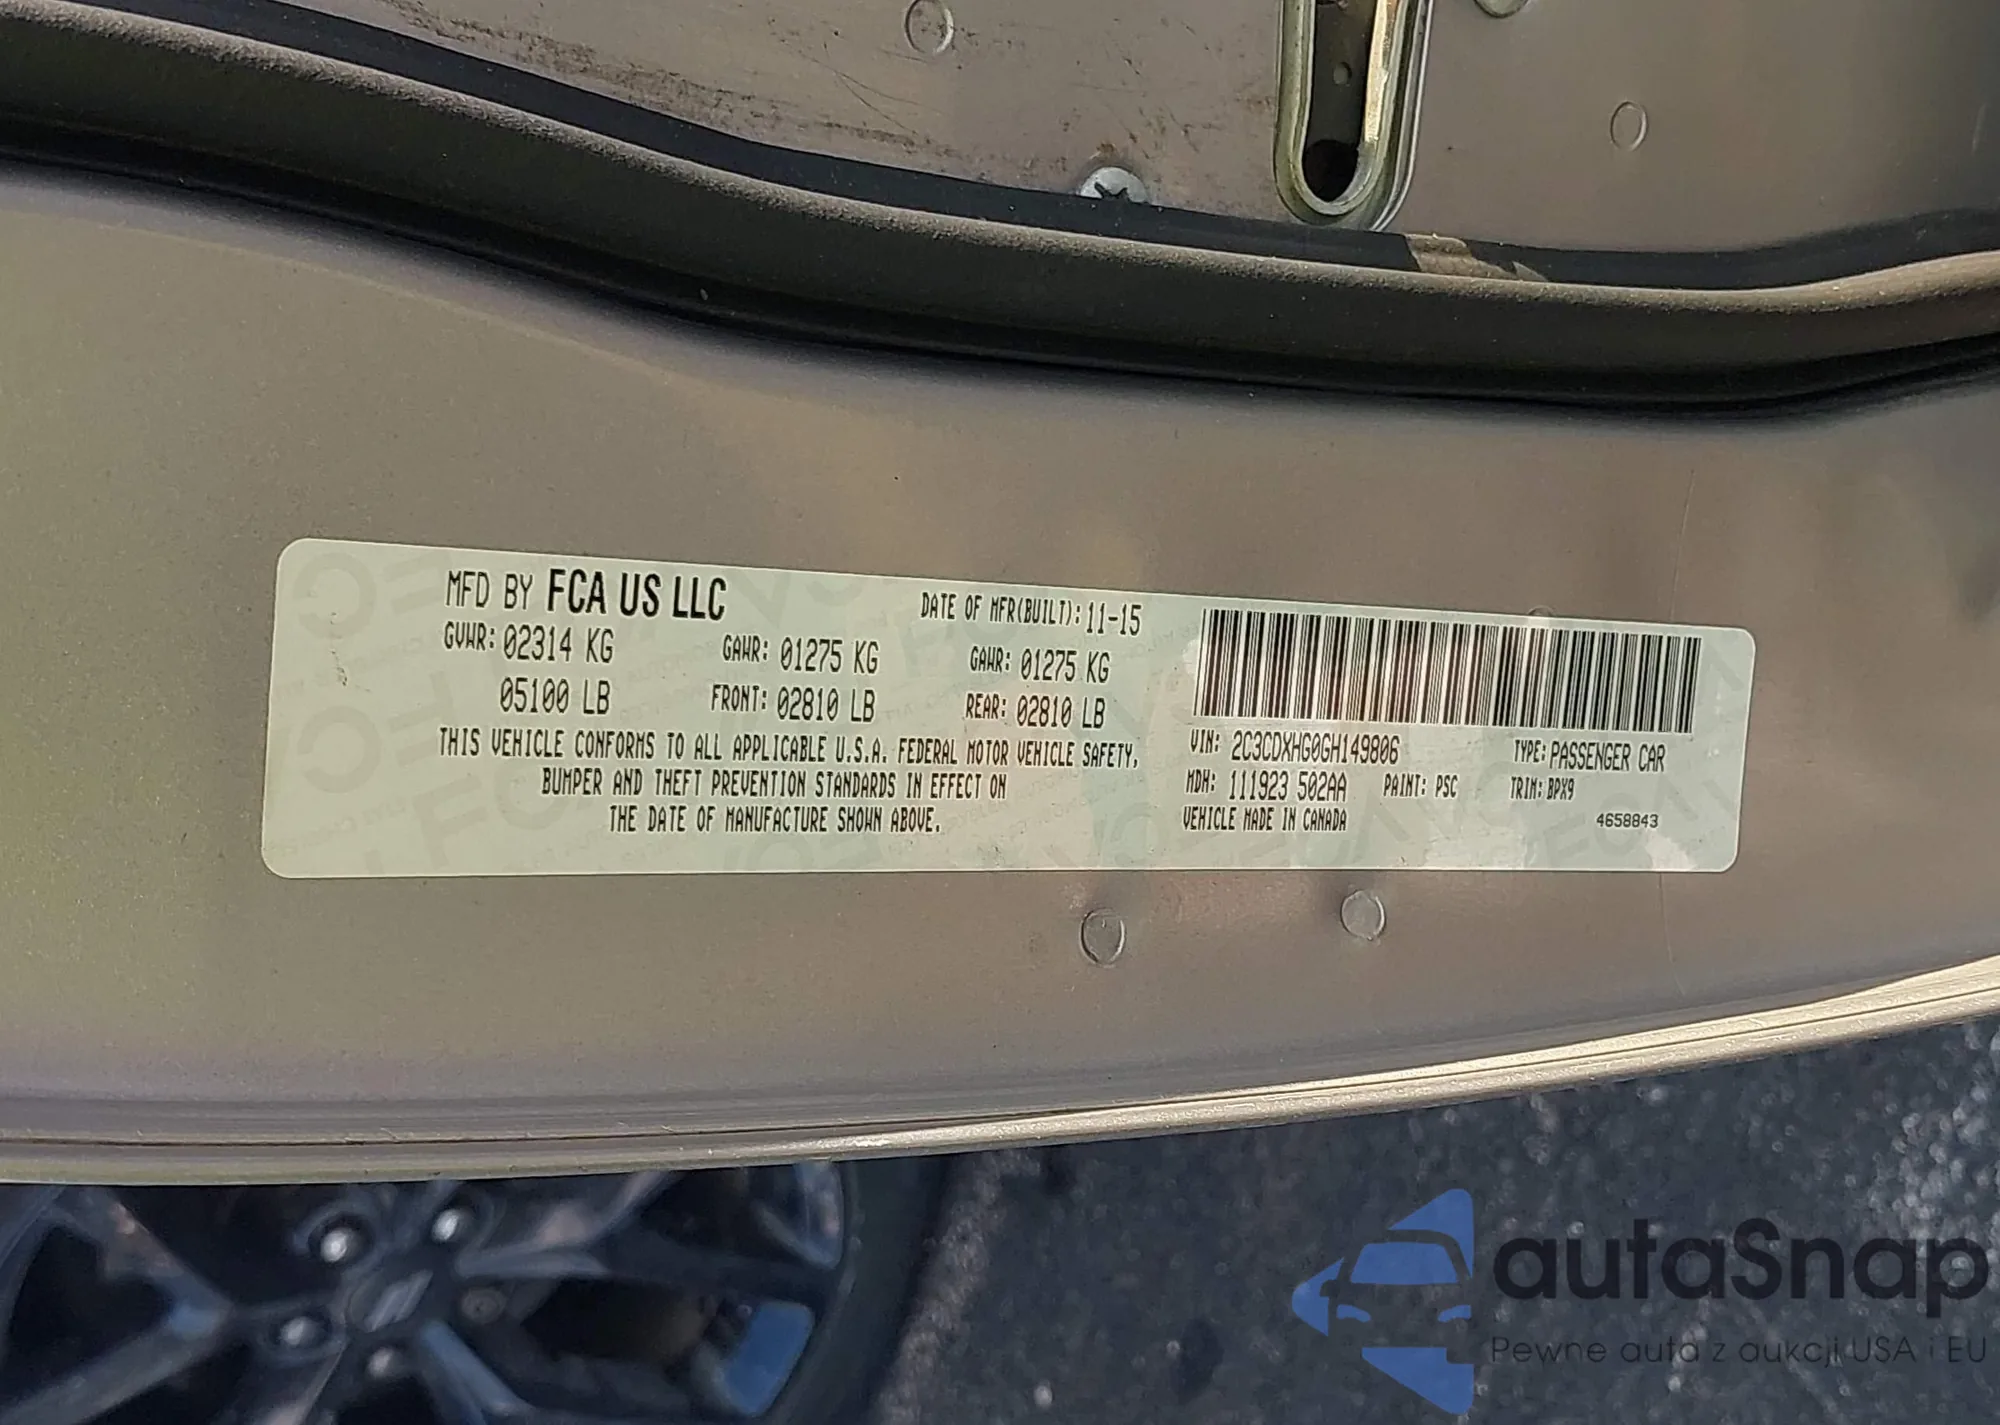 MFD BY FCA US LLC
DATE OF MFR(BUILT): 11-15
GVWR: 02314 KG
GAWR: 01275 KG
GAWR: 01275 KG
05100 LB
FRONT: 02810 LB
REAR: 02810 LB
THIS VEHICLE CONFORMS TO ALL APPLICABLE U.S.A. FEDERAL MOTOR VEHICLE SAFETY,
BUMPER AND THEFT PREVENTION STANDARDS IN EFFECT ON
THE DATE OF MANUFACTURE SHOWN ABOVE.
VIN: 2C3CDXHG0GH149806
TYPE: PASSENGER CAR
MDH: 111923 502AA
PAINT: PSC
TRIM: BPX9
VEHICLE MADE IN CANADA
4658843
autaSnap
Pewne auta z aukcji USA i EU